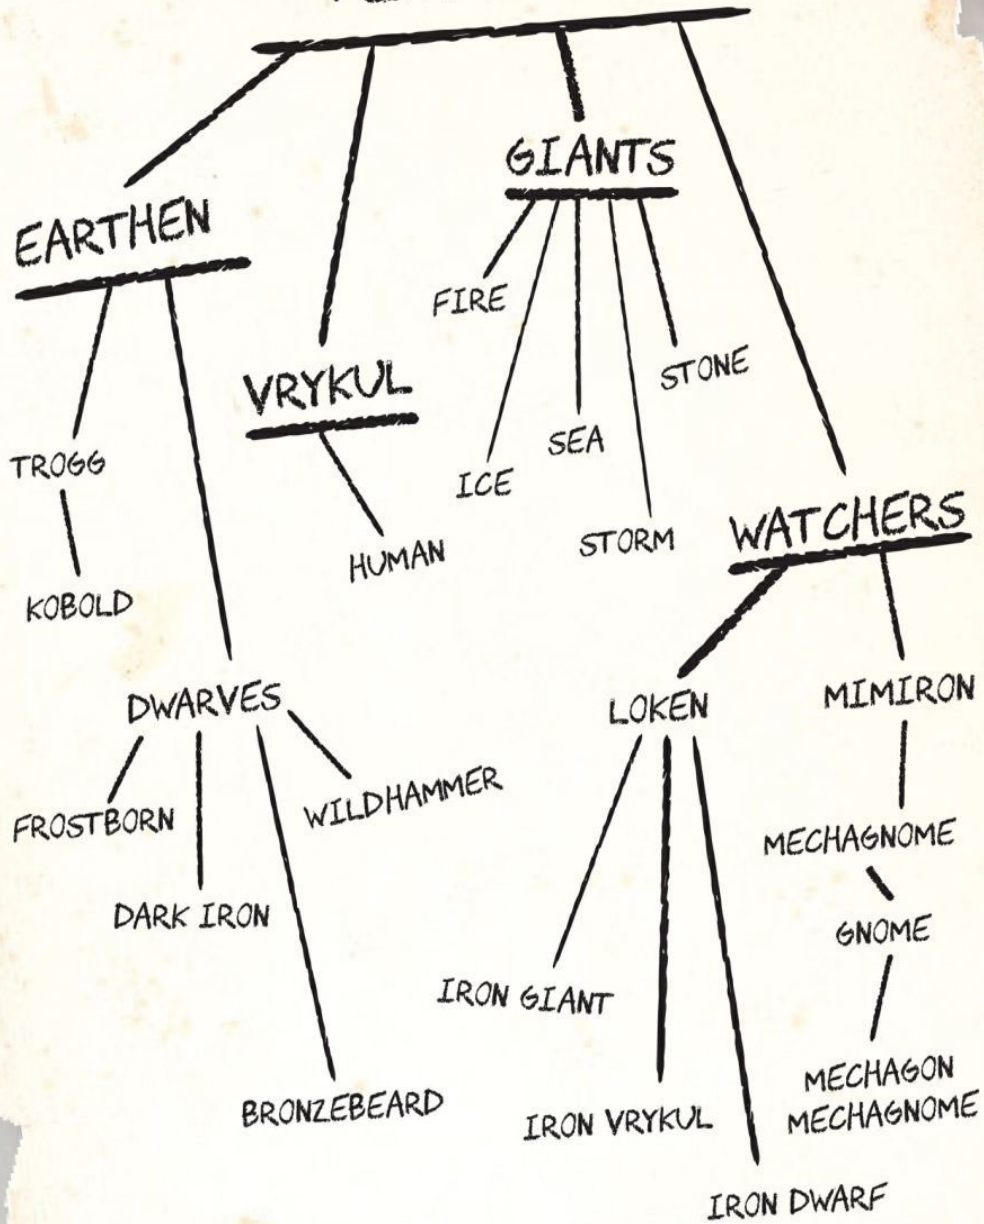 GIANTS
EARTHEN
FIRE
STONE
VRYKUL
SEA
TROGG
ICE
WATCHERS
STORM
HUMAN
KOBOLD
DWARVES
LOKEN
MIMIRON
WILDHAMMER
FROSTBORN
MECHAGNOME
DARK IRON
GNOME
IRON GIANT
MECHAGON
MECHAGNOME
BRONZEBEARD
IRON VRYKUL
IRON DWARF